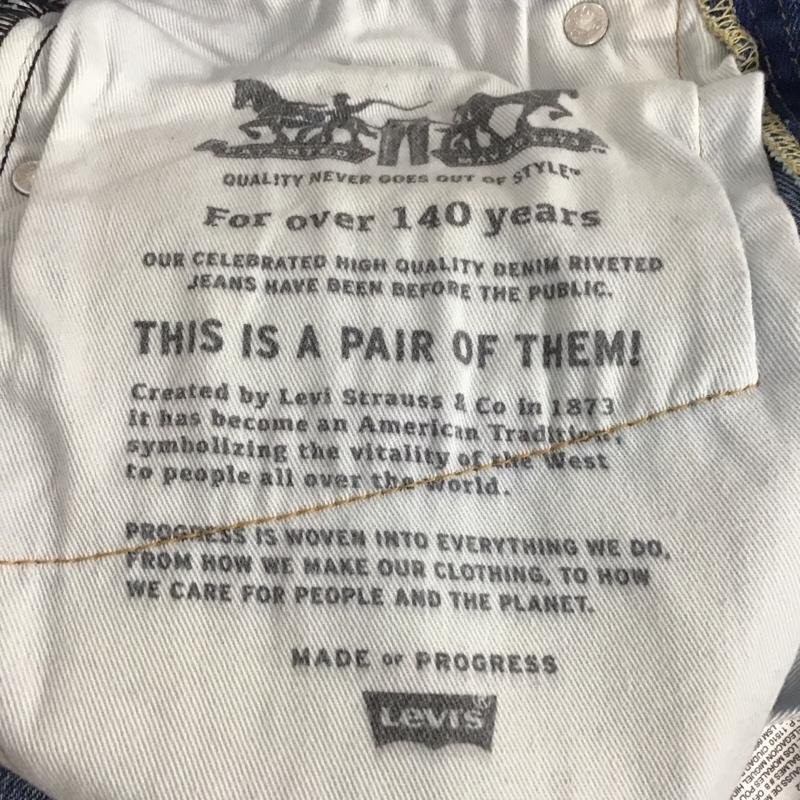 QUALITY NEVER GOES OUT OF STYLE™
For over 140 years
OUR CELEBRATED HIGH QUALITY DENIM RIVETED
JEANS HAVE BEEN BEFORE THE PUBLIC.
THIS IS A PAIR OF THEM!
Created by Levi Strauss & Co in 1873
it has become an American Tradition,
symbolizing the vitality of the West
to people all over the world.
PROGRESS IS WOVEN INTO EVERYTHING WE DO,
FROM HOW WE MAKE OUR CLOTHING, TO HOW
WE CARE FOR PEOPLE AND THE PLANET.
MADE OF PROGRESS
LEVI'S®